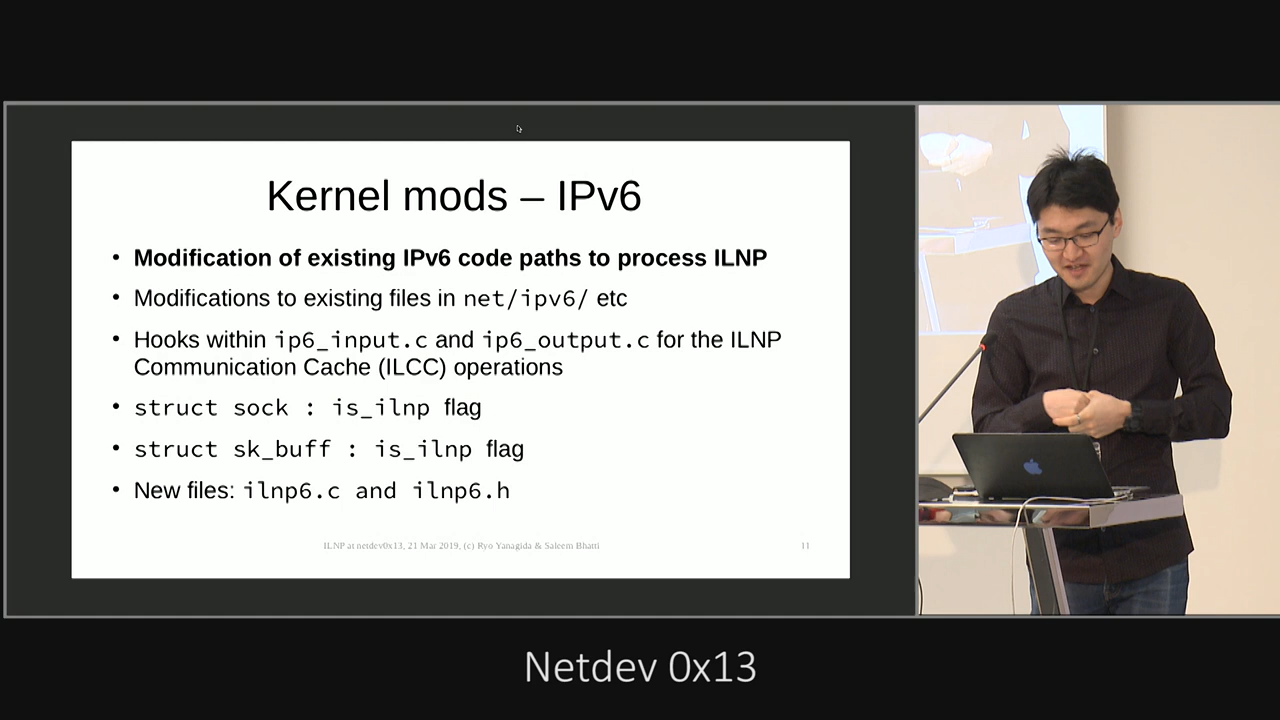 Kernel mods – IPv6
• Modification of existing IPv6 code paths to process ILNP
• Modifications to existing files in net/ipv6/ etc
• Hooks within ip6_input.c and ip6_output.c for the ILNP
Communication Cache (ILCC) operations
• struct sock : is_ilnp flag
• struct sk_buff : is_ilnp flag
• New files: ilnp6.c and ilnp6.h
ILNP at netdev0x13, 21 Mar 2019, (c) Ryo Yanagida & Saleem Bhatti 11
Netdev 0x13